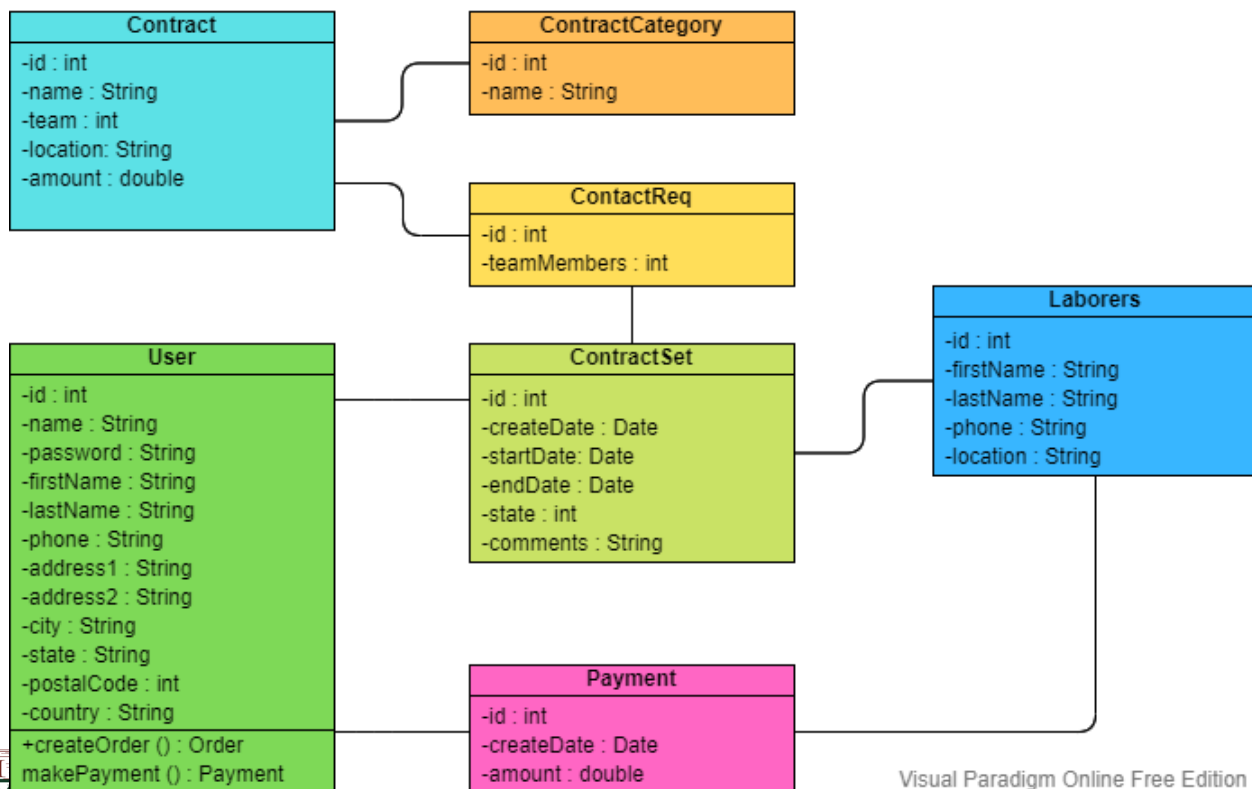 Contract
-id : int
-name : String
-team : int
-location: String
-amount : double
ContractCategory
-id : int
-name : String
ContactReq
-id : int
-teamMembers : int
Laborers
-id : int
-firstName : String
-lastName : String
-phone : String
-location : String
User
-id : int
-name : String
-password : String
-firstName : String
-lastName : String
-phone : String
-address1 : String
-address2 : String
-city : String
-state : String
-postalCode : int
-country : String
+createOrder () : Order
makePayment () : Payment
ContractSet
-id : int
-createDate : Date
-startDate: Date
-endDate : Date
-state : int
-comments : String
Payment
-id : int
-createDate : Date
-amount : double
Visual Paradigm Online Free Edition